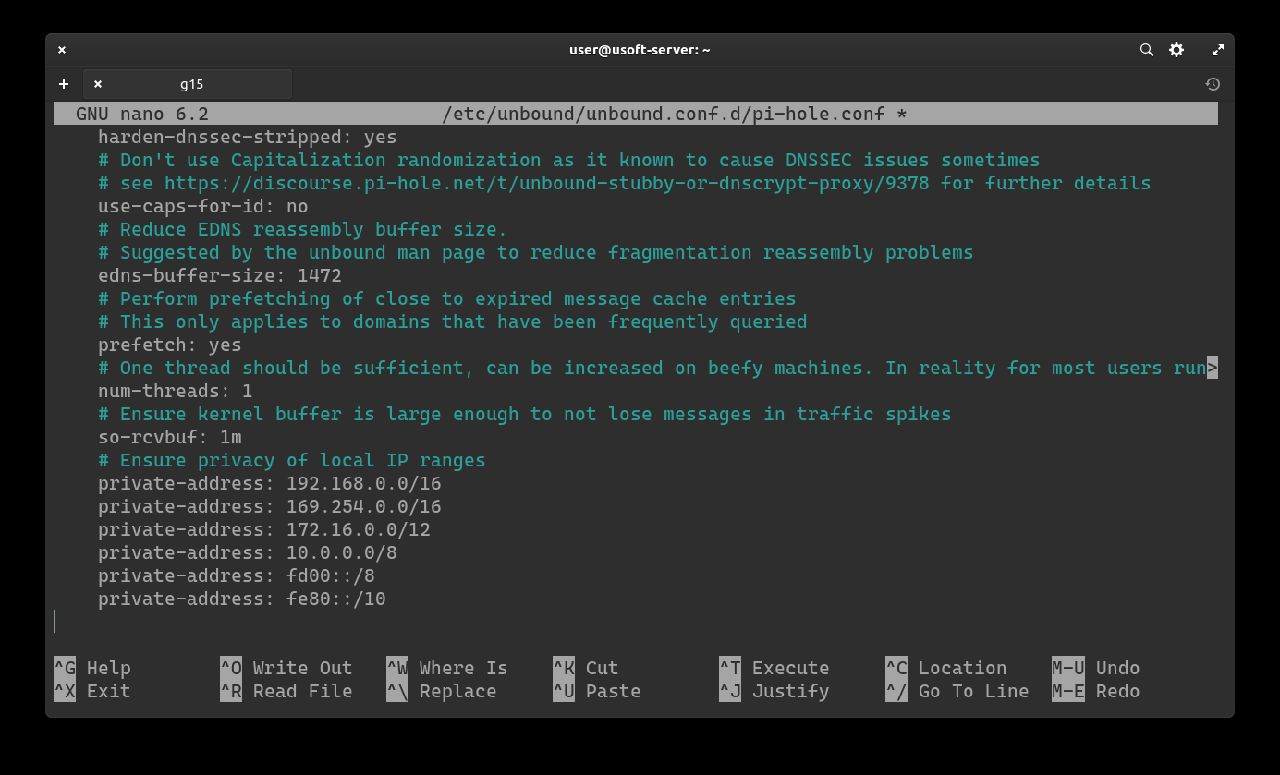 user@usoft-server: ~
g15
GNU nano 6.2 /etc/unbound/unbound.conf.d/pi-hole.conf *
harden-dnssec-stripped: yes
# Don't use Capitalization randomization as it known to cause DNSSEC issues sometimes
# see https://discourse.pi-hole.net/t/unbound-stubby-or-dnscrypt-proxy/9378 for further details
use-caps-for-id: no
# Reduce EDNS reassembly buffer size.
# Suggested by the unbound man page to reduce fragmentation reassembly problems
edns-buffer-size: 1472
# Perform prefetching of close to expired message cache entries
# This only applies to domains that have been frequently queried
prefetch: yes
# One thread should be sufficient, can be increased on beefy machines. In reality for most users run>
num-threads: 1
# Ensure kernel buffer is large enough to not lose messages in traffic spikes
so-rcvbuf: 1m
# Ensure privacy of local IP ranges
private-address: 192.168.0.0/16
private-address: 169.254.0.0/16
private-address: 172.16.0.0/12
private-address: 10.0.0.0/8
private-address: fd00::/8
private-address: fe80::/10
^G Help ^O Write Out ^W Where Is ^K Cut ^T Execute ^C Location M-U Undo
^X Exit ^R Read File ^\ Replace ^U Paste ^J Justify ^/ Go To Line M-E Redo